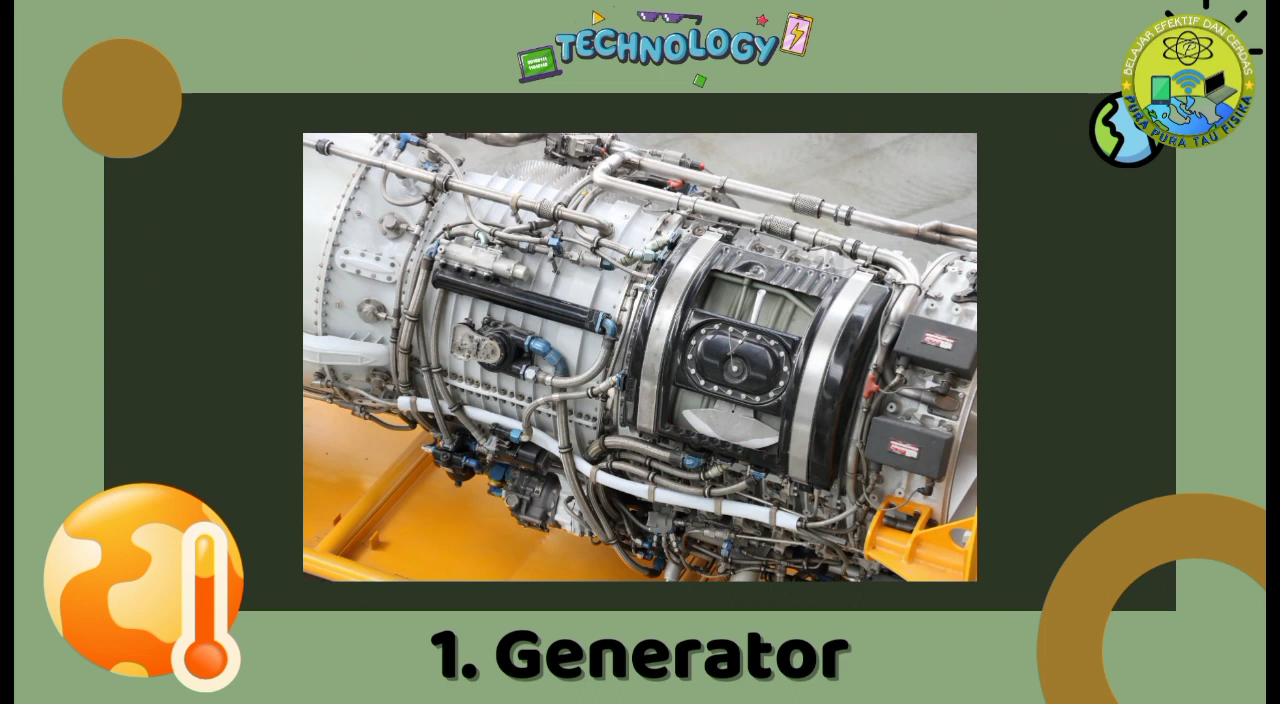 TECHNOLOGY
BELAJAR EFEKTIF DAN CERDAS
PURA PURA TAU FISIKA
1. Generator